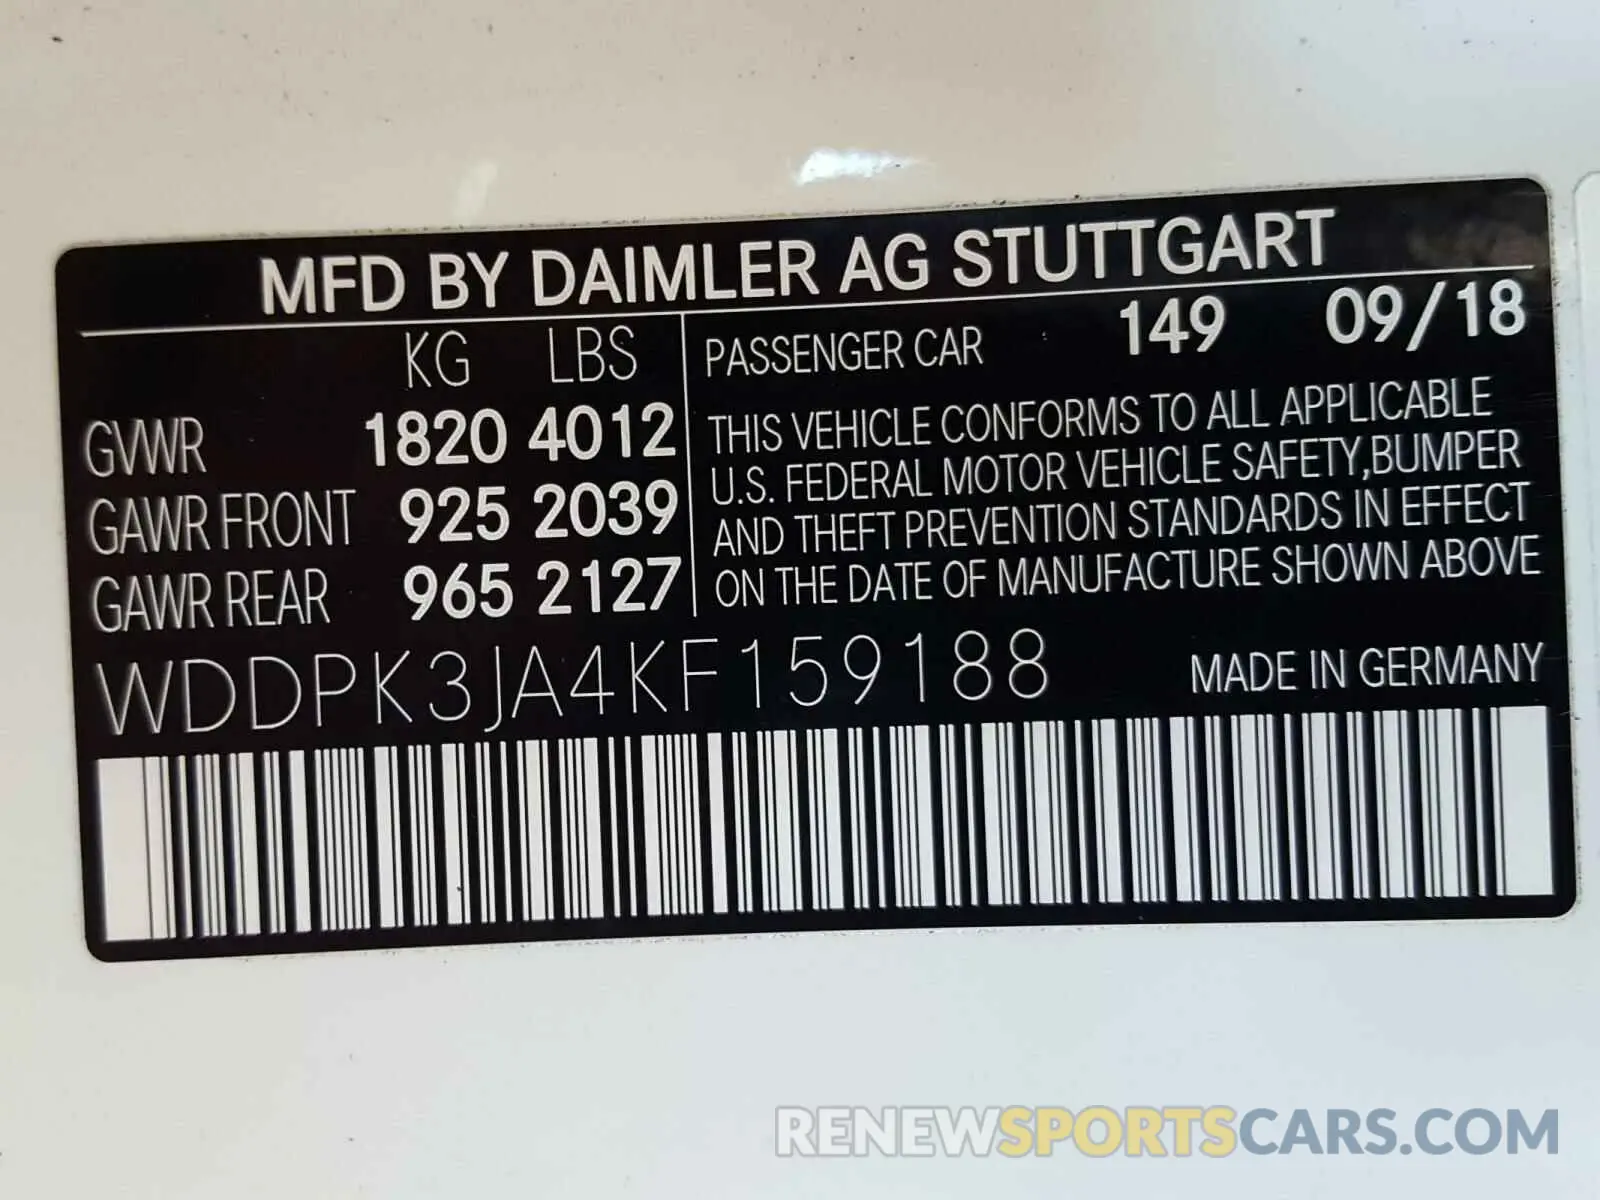 MFD BY DAIMLER AG STUTTGART
KG LBS
GVWR 1820 4012
GAWR FRONT 925 2039
GAWR REAR 965 2127
PASSENGER CAR 149 09/18
THIS VEHICLE CONFORMS TO ALL APPLICABLE
U.S. FEDERAL MOTOR VEHICLE SAFETY,BUMPER
AND THEFT PREVENTION STANDARDS IN EFFECT
ON THE DATE OF MANUFACTURE SHOWN ABOVE
WDDPK3JA4KF159188
MADE IN GERMANY
RENEWSPORTSCARS.COM